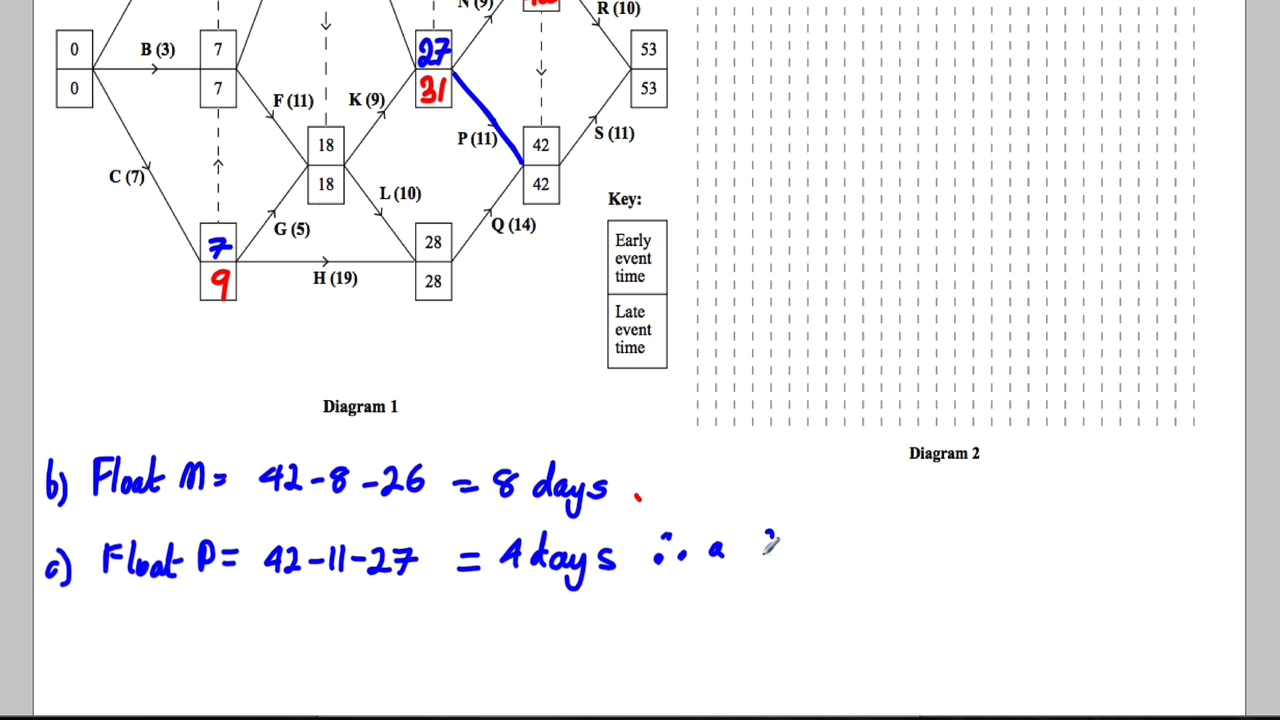 N (9)
R (10)
0
B (3)
7
27
53
0
7
31
53
F (11)
K (9)
P (11)
S (11)
18
42
C (7)
18
42
L (10)
Key:
G (5)
Q (14)
7
28
Early
event
time
9
H (19)
28
Late
event
time
Diagram 1
Diagram 2
b) Float M = 42-8-26 = 8 days .
c) Float P = 42-11-27 = 4 days ∴ a